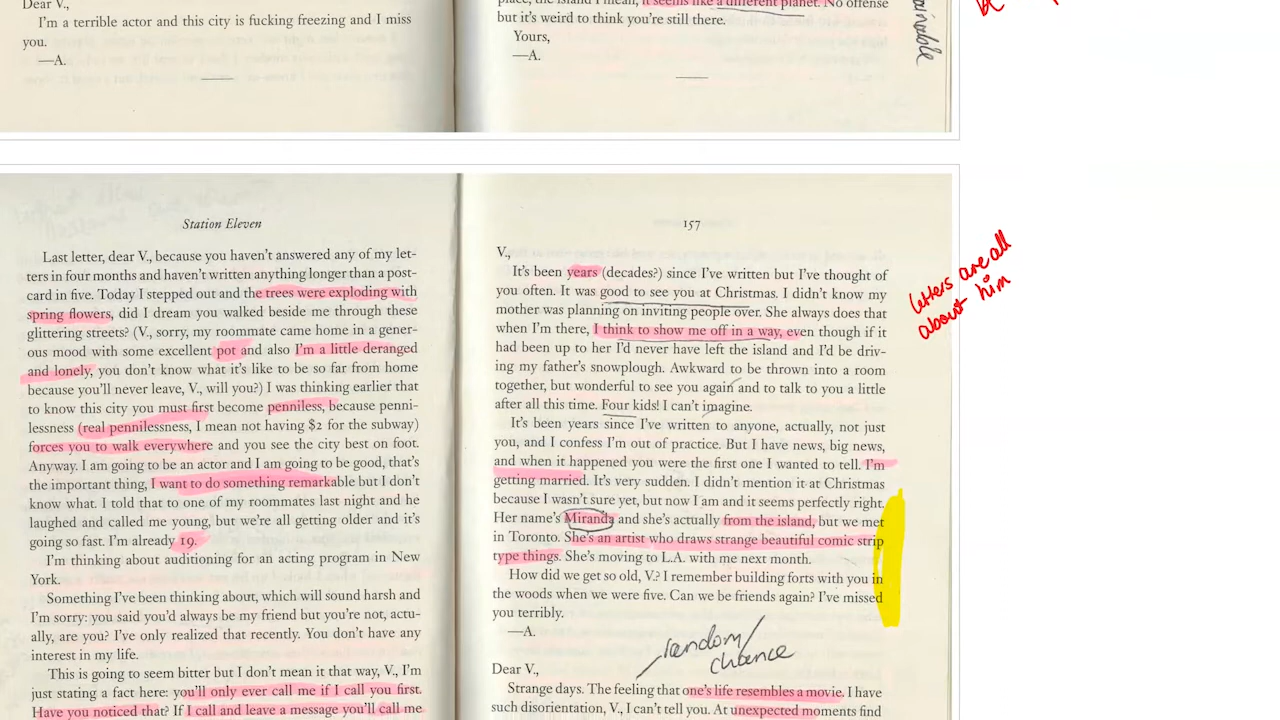 Dear V.,
I'm a terrible actor and this city is fucking freezing and I miss
you.
—A.
place, the island I mean, it seems like a different planet. No offense
but it's weird to think you're still there.
Yours,
—A.
Station Eleven
Last letter, dear V., because you haven't answered any of my let-
ters in four months and haven't written anything longer than a post-
card in five. Today I stepped out and the trees were exploding with
spring flowers, did I dream you walked beside me through these
glittering streets? (V., sorry, my roommate came home in a gener-
ous mood with some excellent pot and also I'm a little deranged
and lonely, you don't know what it's like to be so far from home
because you'll never leave, V., will you?) I was thinking earlier that
to know this city you must first become penniless, because penni-
lessness (real pennilessness, I mean not having $2 for the subway)
forces you to walk everywhere and you see the city best on foot.
Anyway. I am going to be an actor and I am going to be good, that's
the important thing, I want to do something remarkable but I don't
know what. I told that to one of my roommates last night and he
laughed and called me young, but we're all getting older and it's
going so fast. I'm already 19.
I'm thinking about auditioning for an acting program in New
York.
Something I've been thinking about, which will sound harsh and
I'm sorry: you said you'd always be my friend but you're not, actu-
ally, are you? I've only realized that recently. You don't have any
interest in my life.
This is going to seem bitter but I don't mean it that way, V., I'm
just stating a fact here: you'll only ever call me if I call you first.
Have you noticed that? If I call and leave a message you'll call me
157
V.,
It's been years (decades?) since I've written but I've thought of
you often. It was good to see you at Christmas. I didn't know my
mother was planning on inviting people over. She always does that
when I'm there, I think to show me off in a way, even though if it
had been up to her I'd never have left the island and I'd be driv-
ing my father's snowplough. Awkward to be thrown into a room
together, but wonderful to see you again and to talk to you a little
after all this time. Four kids! I can't imagine.
It's been years since I've written to anyone, actually, not just
you, and I confess I'm out of practice. But I have news, big news,
and when it happened you were the first one I wanted to tell. I'm
getting married. It's very sudden. I didn't mention it at Christmas
because I wasn't sure yet, but now I am and it seems perfectly right.
Her name's Miranda and she's actually from the island, but we met
in Toronto. She's an artist who draws strange beautiful comic strip
type things. She's moving to L.A. with me next month.
How did we get so old, V.? I remember building forts with you in
the woods when we were five. Can we be friends again? I've missed
you terribly.
—A.
random/
chance
Dear V.,
Strange days. The feeling that one's life resembles a movie. I have
such disorientation, V., I can't tell you. At unexpected moments find
letters are all
about him